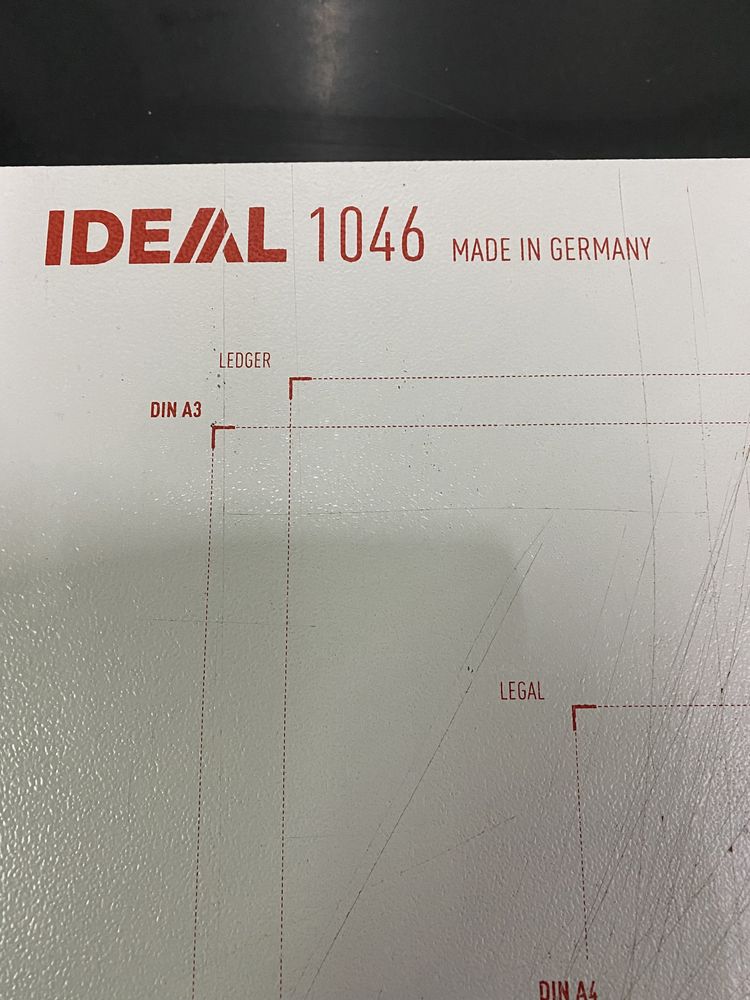 IDEAL 1046 MADE IN GERMANY
LEDGER
DIN A3
LEGAL
DIN A4